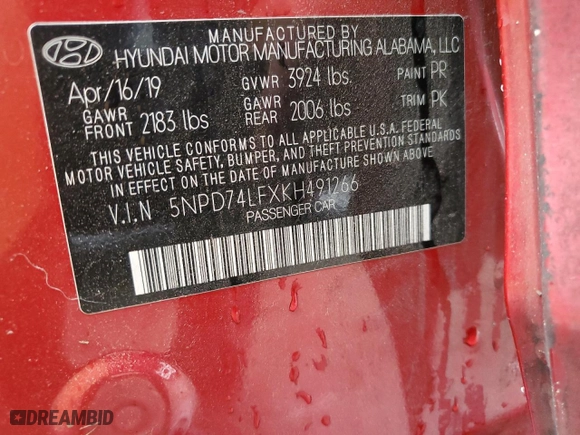 MANUFACTURED BY
HYUNDAI MOTOR MANUFACTURING ALABAMA, LLC
Apr/16/19 GVWR 3924 lbs. PAINT PR
GAWR FRONT 2183 lbs GAWR REAR 2006 lbs TRIM PK
THIS VEHICLE CONFORMS TO ALL APPLICABLE U.S.A. FEDERAL
MOTOR VEHICLE SAFETY, BUMPER, AND THEFT PREVENTION
STANDARDS IN EFFECT ON THE DATE OF MANUFACTURE SHOWN ABOVE.
V.I.N 5NPD74LFXKH491266
PASSENGER CAR
DREAMBID